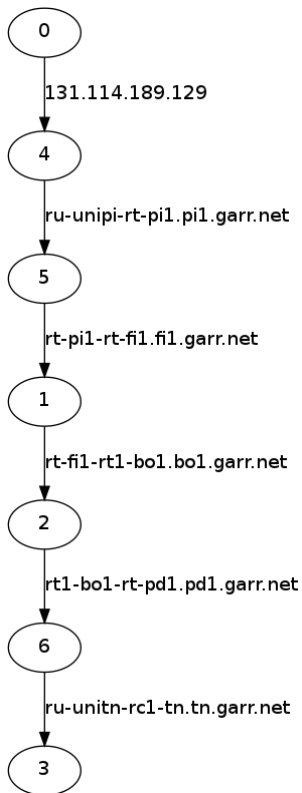 0
131.114.189.129
4
ru-unipi-rt-pi1.pi1.garr.net
5
rt-pi1-rt-fi1.fi1.garr.net
1
rt-fi1-rt1-bo1.bo1.garr.net
2
rt1-bo1-rt-pd1.pd1.garr.net
6
ru-unitn-rc1-tn.tn.garr.net
3